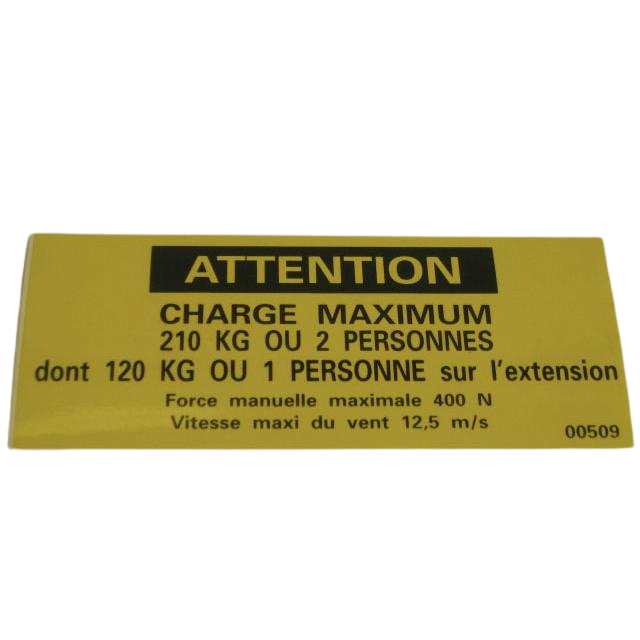 ATTENTION
CHARGE MAXIMUM
210 KG OU 2 PERSONNES
dont 120 KG OU 1 PERSONNE sur l'extension
Force manuelle maximale 400 N
Vitesse maxi du vent 12,5 m/s
00509